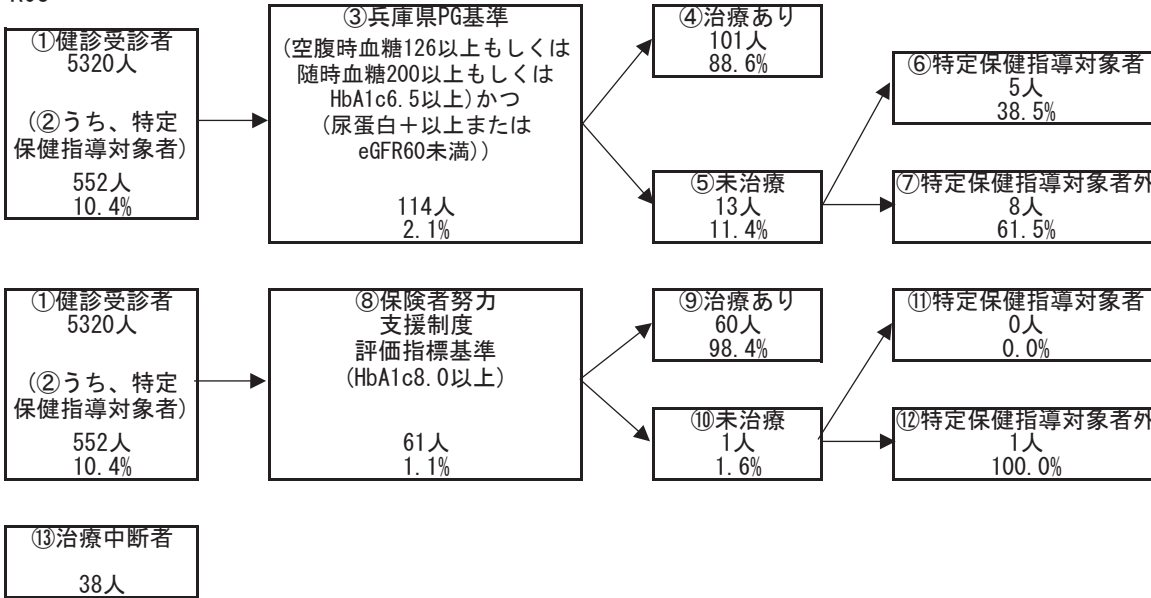 ①健診受診者
5320人
(②うち、特定
保健指導対象者)
552人
10.4%
③兵庫県PG基準
(空腹時血糖126以上もしくは
随時血糖200以上もしくは
HbA1c6.5以上)かつ
(尿蛋白＋以上または
eGFR60未満))
114人
2.1%
④治療あり
101人
88.6%
⑤未治療
13人
11.4%
⑥特定保健指導対象者
5人
38.5%
⑦特定保健指導対象者外
8人
61.5%
①健診受診者
5320人
(②うち、特定
保健指導対象者)
552人
10.4%
⑧保険者努力
支援制度
評価指標基準
(HbA1c8.0以上)
61人
1.1%
⑨治療あり
60人
98.4%
⑩未治療
1人
1.6%
⑪特定保健指導対象者
0人
0.0%
⑫特定保健指導対象者外
1人
100.0%
⑬治療中断者
38人